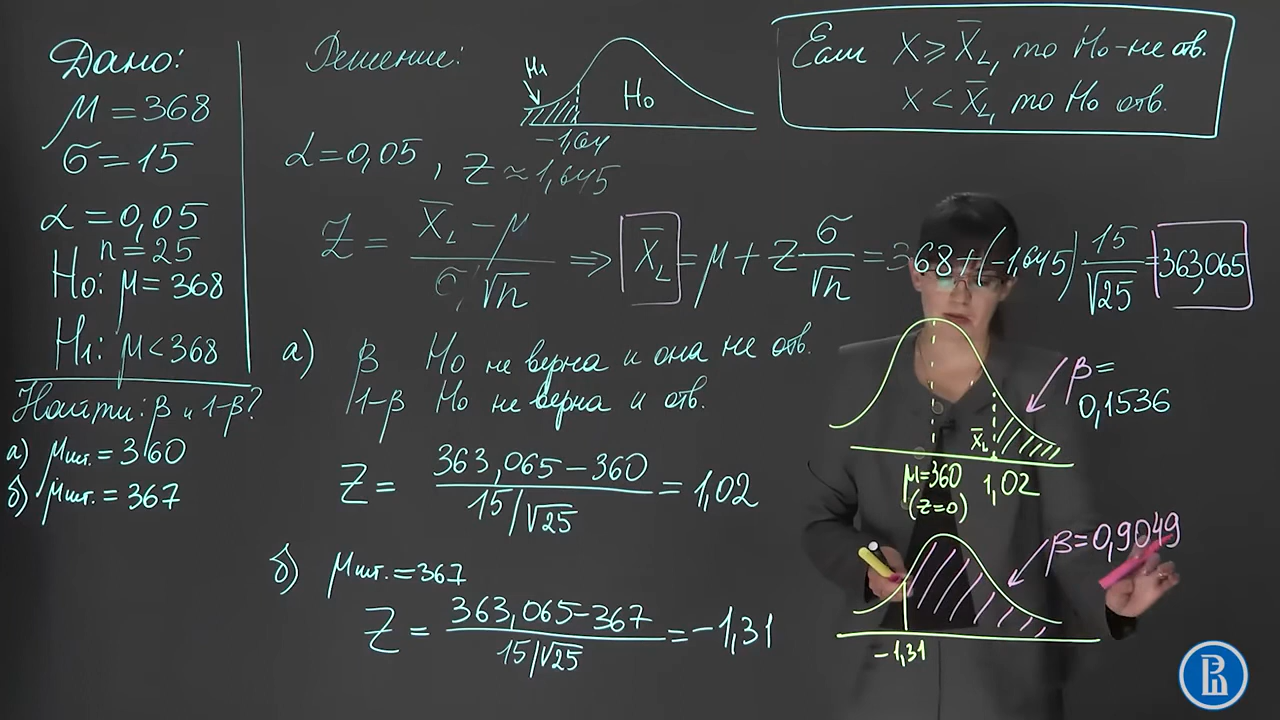 Дано:
μ = 368
σ = 15
α = 0,05
n = 25
H₀: μ = 368
H₁: μ < 368
Найти: β и 1-β?
а) μшт. = 360
б) μшт. = 367
Решение:
H₁
H₀
-1,64
α = 0,05, Z ≈ 1,645
Если X ≥ X̄L, то H₀ - не отв.
X < X̄L, то H₀ отв.
Z = (X̄L - μ) / (σ/√n) ⇒ X̄L = μ + Z σ/√n = 368 + (-1,645) 15/√25 = 363,065
а) β H₀ не верна и она не отв.
1-β H₀ не верна и отв.
Z = (363,065 - 360) / (15/√25) = 1,02
β = 0,1536
X̄L
μ=360 1,02
(z=0)
б) μшт. = 367
Z = (363,065 - 367) / (15/√25) = -1,31
β = 0,9049
-1,31